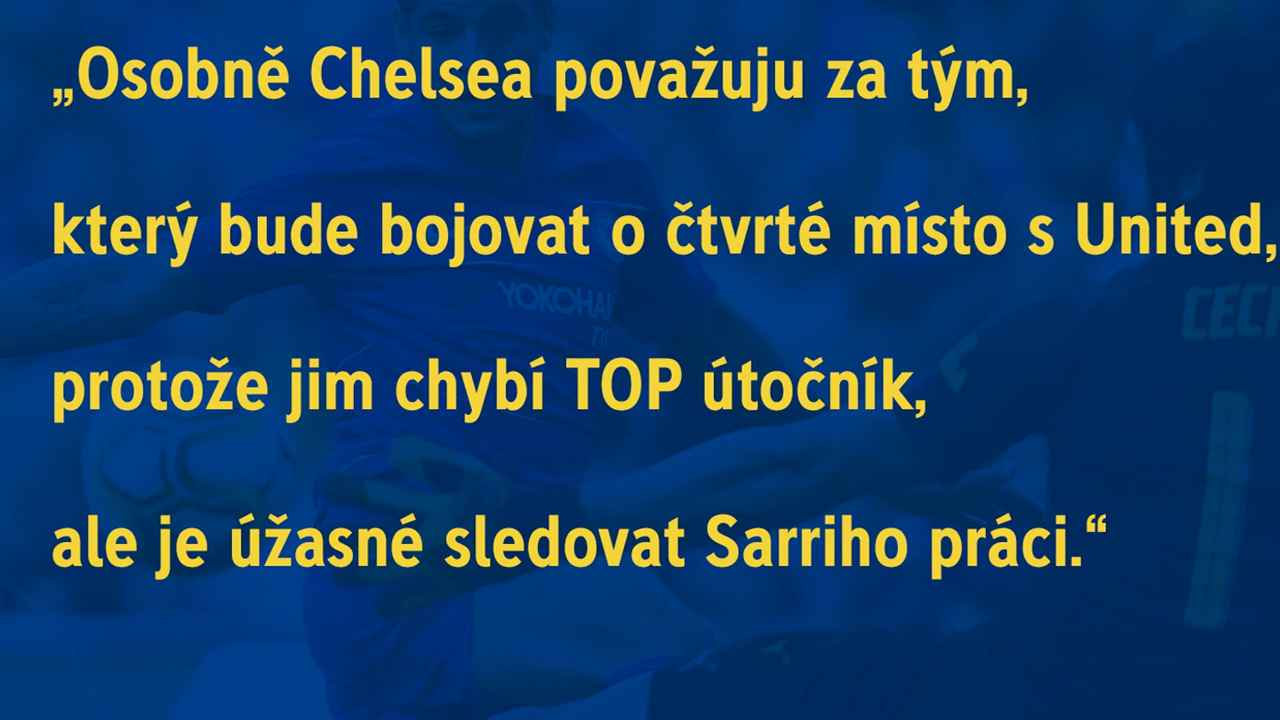 „Osobně Chelsea považuju za tým,
který bude bojovat o čtvrté místo s United,
protože jim chybí TOP útočník,
ale je úžasné sledovat Sarriho práci.“